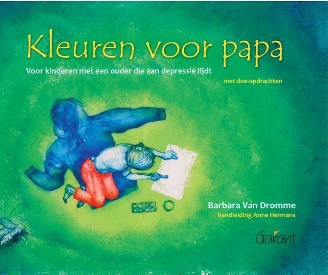 Kleuren voor papa
Voor kinderen met een ouder die aan depressie lijdt
met doe-opdrachten
Barbara Van Dromme
handleiding Anne Hermans
Garant